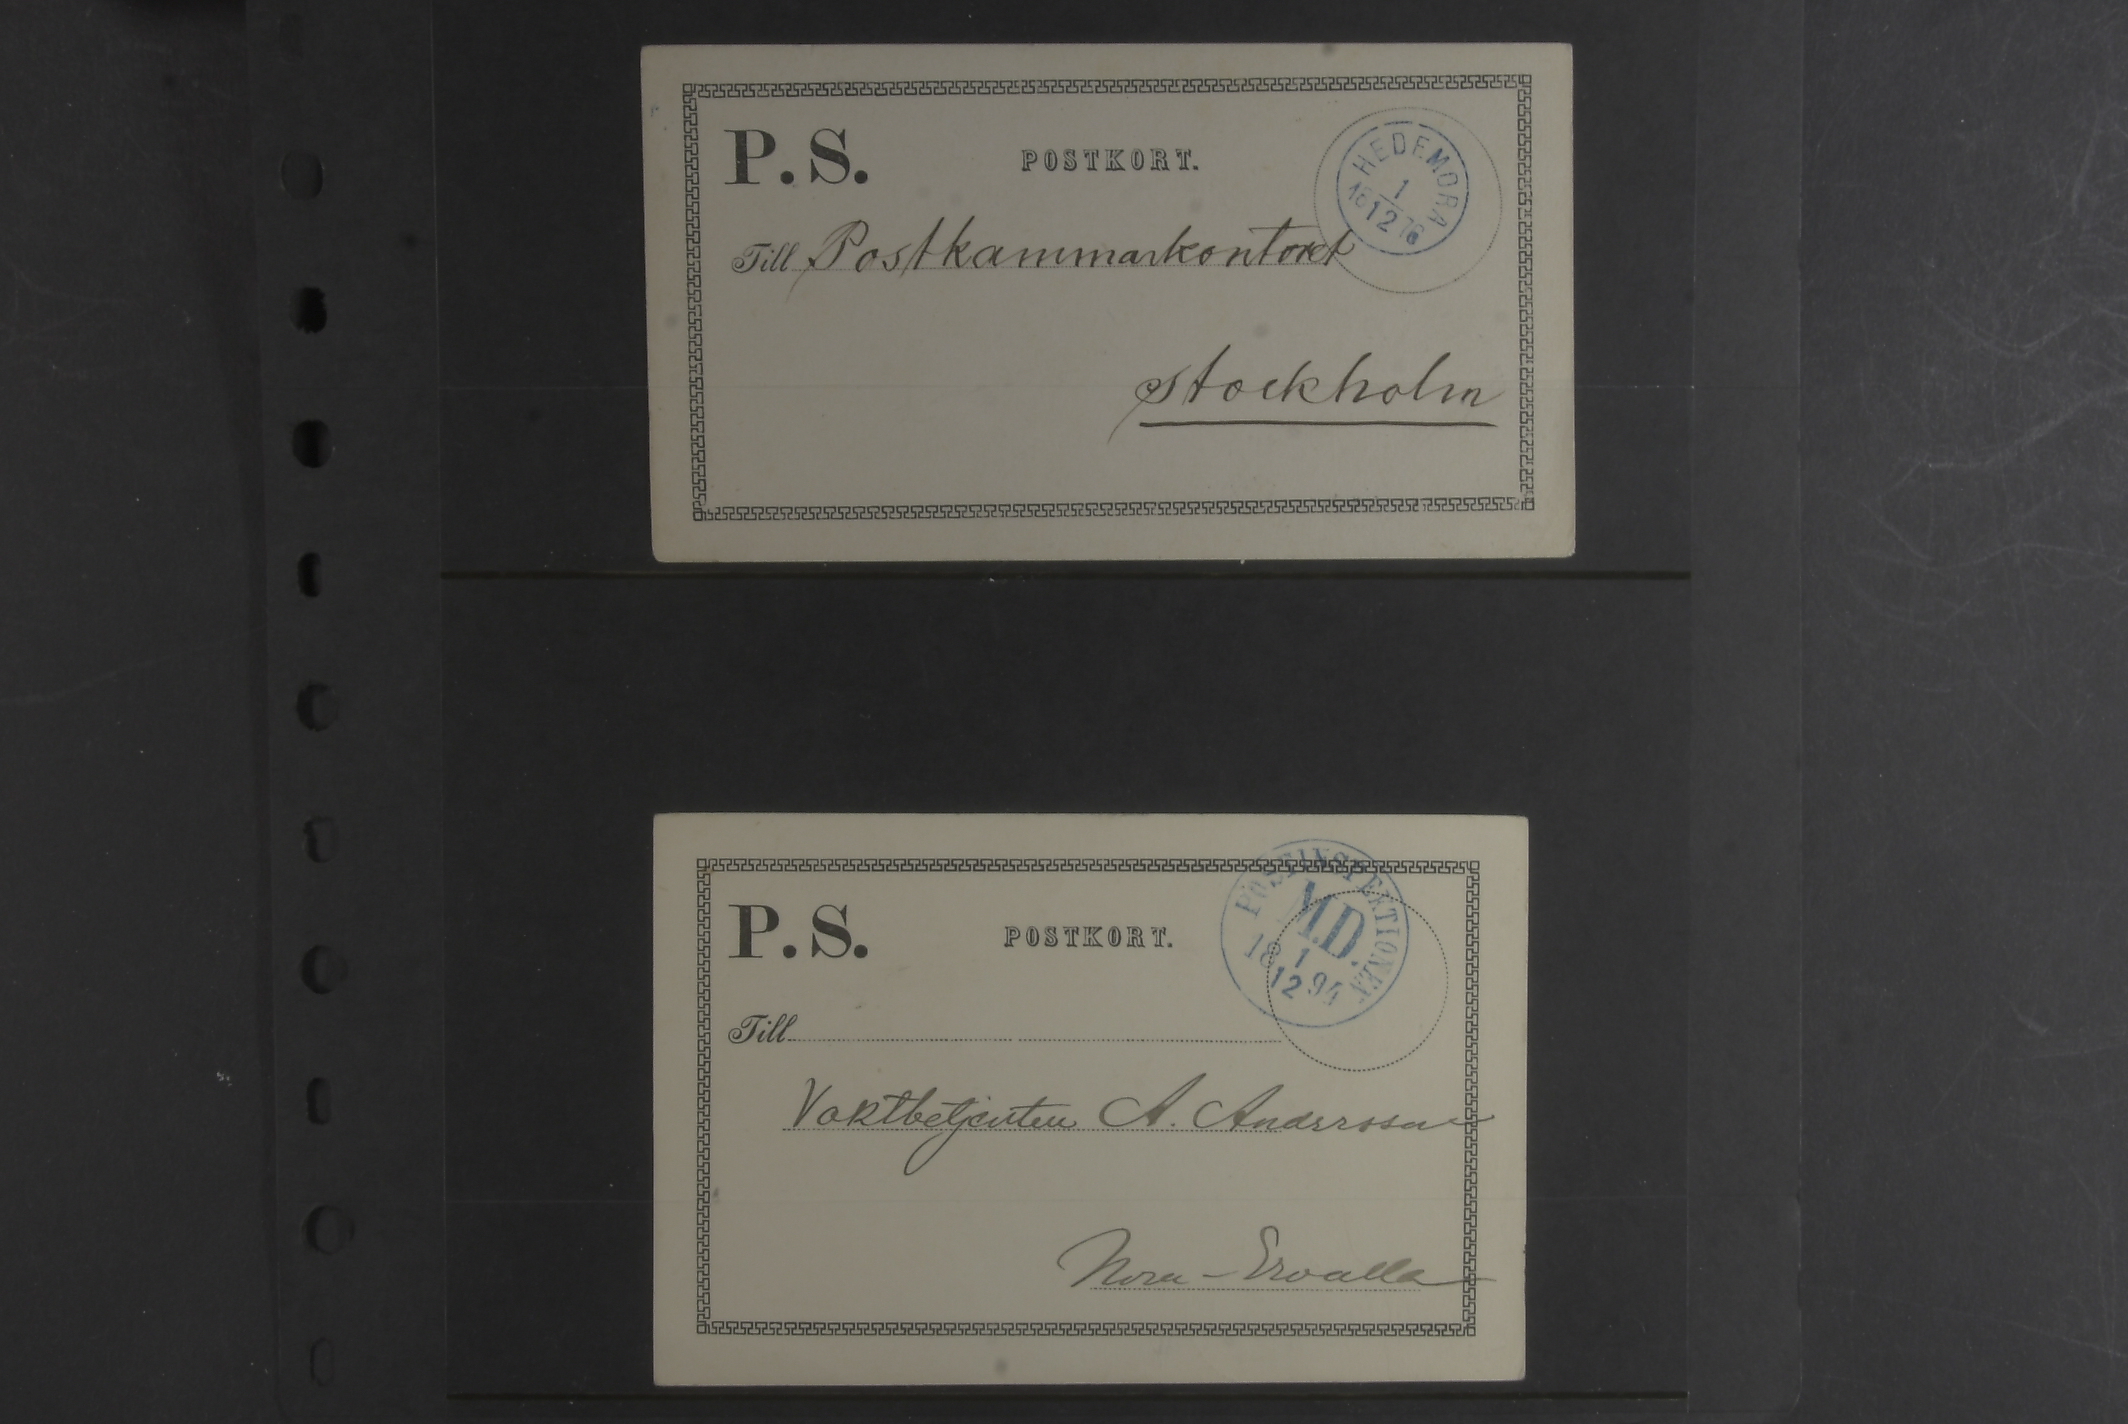 P.S. POSTKORT.
HEDEMORA
1
18 12 78
Till Postkammarkontoret
Stockholm
P.S. POSTKORT.
POSTINSPEKTIONEN
M.D.
1
18 12 94
Till
Vaktbetjenten A. Andersson
Nora-Ervalla